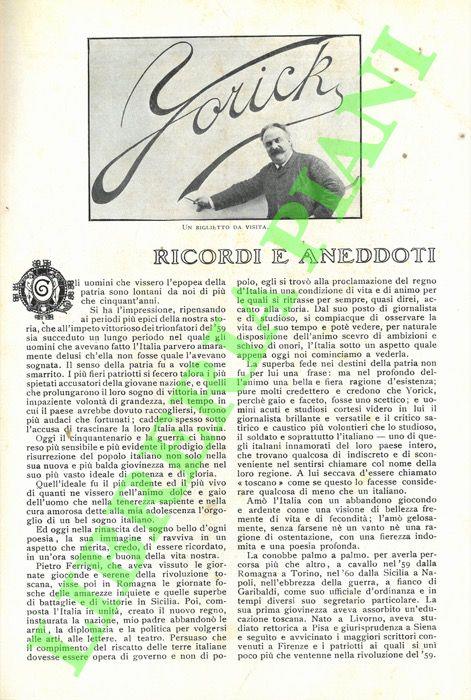 Yorick
UN BIGLIETTO DA VISITA.
RICORDI E ANEDDOTI
Gli uomini che vissero l'epopea della
patria sono lontani da noi di più
che cinquant'anni.
Si ha l'impressione, ripensando
ai periodi più epici della nostra sto-
ria, che all'impeto vittorioso dei trionfatori del '59
sia succeduto un lungo periodo nel quale gli
uomini che avevano fatto l'Italia parvero amara-
mente delusi ch'ella non fosse quale l'avevano
sognata. Il senso della patria fu a volte come
smarrito. I più fieri patriotti si fecero talora i più
spietati accusatori della giovane nazione; e quelli
che prolungarono il loro sogno di vittoria in una
impaziente volontà di grandezza, nel tempo in
cui il paese avrebbe dovuto raccogliersi, furono
più audaci che fortunati; caddero spesso sotto
l'accusa di trascinare la loro Italia alla rovina.
Oggi il cinquantenario e la guerra ci hanno
reso più sensibile e più evidente il prodigio della
risurrezione del popolo italiano non solo nella
sua nuova e più balda giovinezza ma anche nel
suo più vasto ideale di potenza e di gloria.
Quell'ideale fu il più ardente ed il più vivo
di quanti ne vissero nell'animo dolce e gaio
dell'uomo che nella tenerezza sapiente e nella
cura amorosa dette alla mia adolescenza l'orgo-
glio di un bel sogno italiano.
Ed oggi nella rinascita del sogno bello d'ogni
poesia, la sua immagine si ravviva in un
aspetto che merita, credo, di essere ricordato,
in un'ora solenne e buona della vita nostra.
Pietro Ferrigni che aveva vissuto le gior-
nate gioconde e serene della rivoluzione to-
scana, visse poi in Romagna le giornate fo-
sche delle amarezze inquiete e quelle superbe
di battaglie e di vittorie in Sicilia. Poi, com-
posta l'Italia in unità, creato il nuovo regno,
instaurata la nazione, mio padre abbandonò le
armi, la diplomazia e la politica per volgersi
alle arti, alle lettere, al teatro. Persuaso che
il compimento del riscatto delle terre italiane
dovesse essere opera di governo e non di po-
polo, egli si trovò alla proclamazione del regno
d'Italia in una condizione di vita e di animo per
le quali si ritrasse per sempre, quasi direi, ac-
canto alla storia. Dal suo posto di giornalista
e di studioso, si compiacque di osservare la
vita del suo tempo e potè vedere, per naturale
disposizione dell'animo scevro di ambizioni e
schivo di onori, l'Italia sotto un aspetto quale
appena oggi noi cominciamo a vederla.
La superba fede nei destini della patria non
fu per lui una frase: ma nel profondo del-
l'animo una bella e fiera ragione d'esistenza;
pure molti credettero e credono che Yorick,
perchè gaio e faceto, fosse uno scettico; e uo-
mini acuti e studiosi cortesi videro in lui il
giornalista brillante e versatile e il critico sa-
tirico e caustico più volontieri che lo studioso,
il soldato e soprattutto l'italiano — uno di que-
gli italiani innamorati del loro paese intero,
che trovano qualcosa di indiscreto e di scon-
veniente nel sentirsi chiamare col nome della
loro regione. A lui seccava d'essere chiamato
« toscano » come se questo lo facesse conside-
rare qualcosa di meno che un italiano.
Amò l'Italia con un abbandono giocondo
e ardente come una visione di bellezza freme-
bonda di vita e di fecondità; l'amò gelosa-
mente, senza farsene nè un vanto nè una ra-
gione di ostentazione, con una fierezza indo-
mita e una poesia profonda.
La conobbe palmo a palmo, per averla per-
corsa più che altro, a cavallo nel '59 dalla
Romagna a Torino, nel '60 dalla Sicilia a Na-
poli, nell'ebbrezza della guerra, a fianco di
Garibaldi, come suo ufficiale d'ordinanza e in
tempi diversi suo segretario particolare. La
sua prima giovinezza aveva assorbito un'edu-
cazione toscana. Nato a Livorno, aveva stu-
diato rettorica a Pisa e giurisprudenza a Siena
e seguito e avvicinato i maggiori scrittori con-
venuti a Firenze e i patriotti ai quali si unì
poco più che ventenne nella rivoluzione del '59.
LIBRERIA PIANI